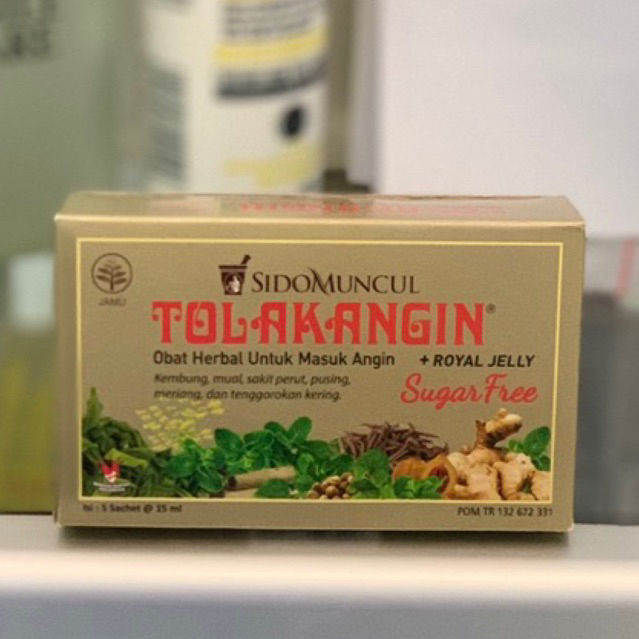 JAMU
SIDOMUNCUL
TOLAKANGIN®
Obat Herbal Untuk Masuk Angin + ROYAL JELLY
Kembung, mual, sakit perut, pusing,
meriang, dan tenggorokan kering.
Sugar Free
Isi : 5 Sachet @ 15 ml
POM TR 132 672 331